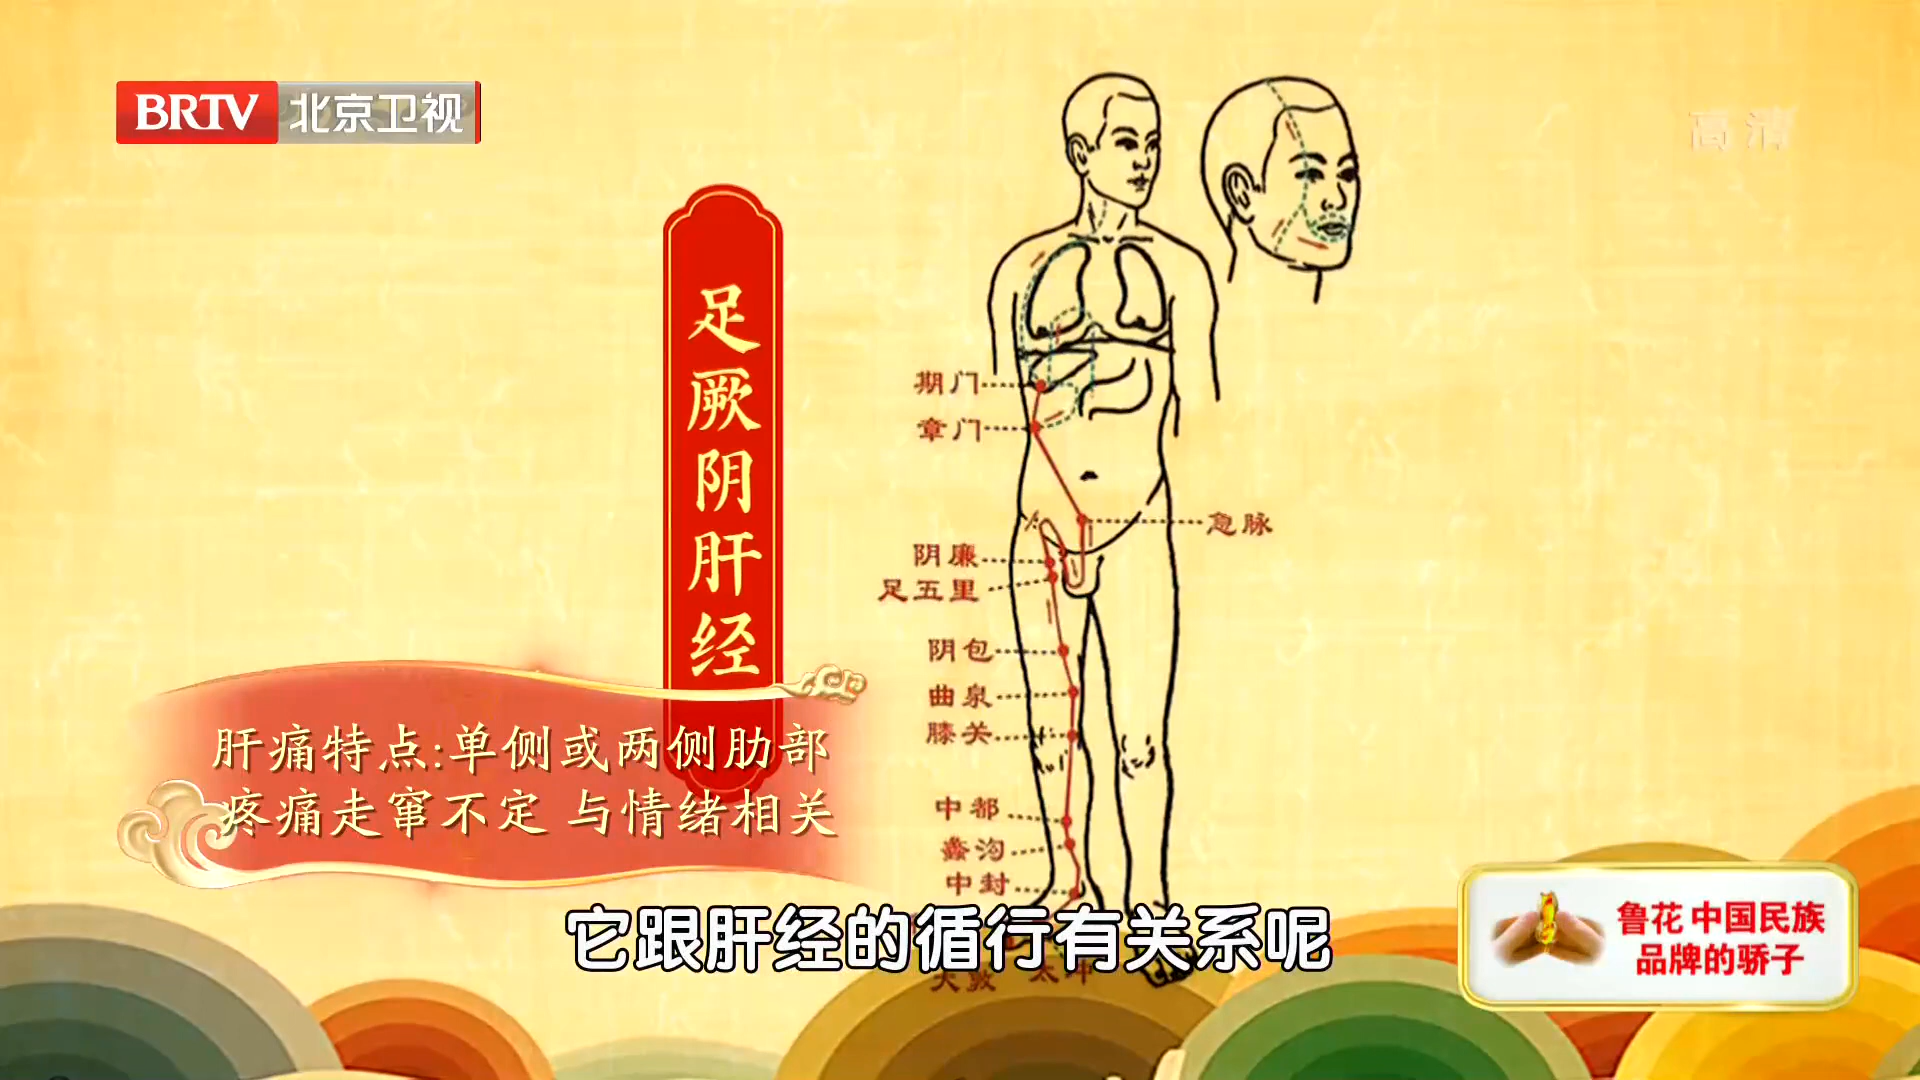 BRTV 北京卫视
高清
足厥阴肝经
期门
章门
急脉
阴廉
足五里
阴包
曲泉
膝关
中都
蠡沟
中封
大敦
太冲
肝痛特点:单侧或两侧肋部
疼痛走窜不定 与情绪相关
它跟肝经的循行有关系呢
鲁花 中国民族
品牌的骄子